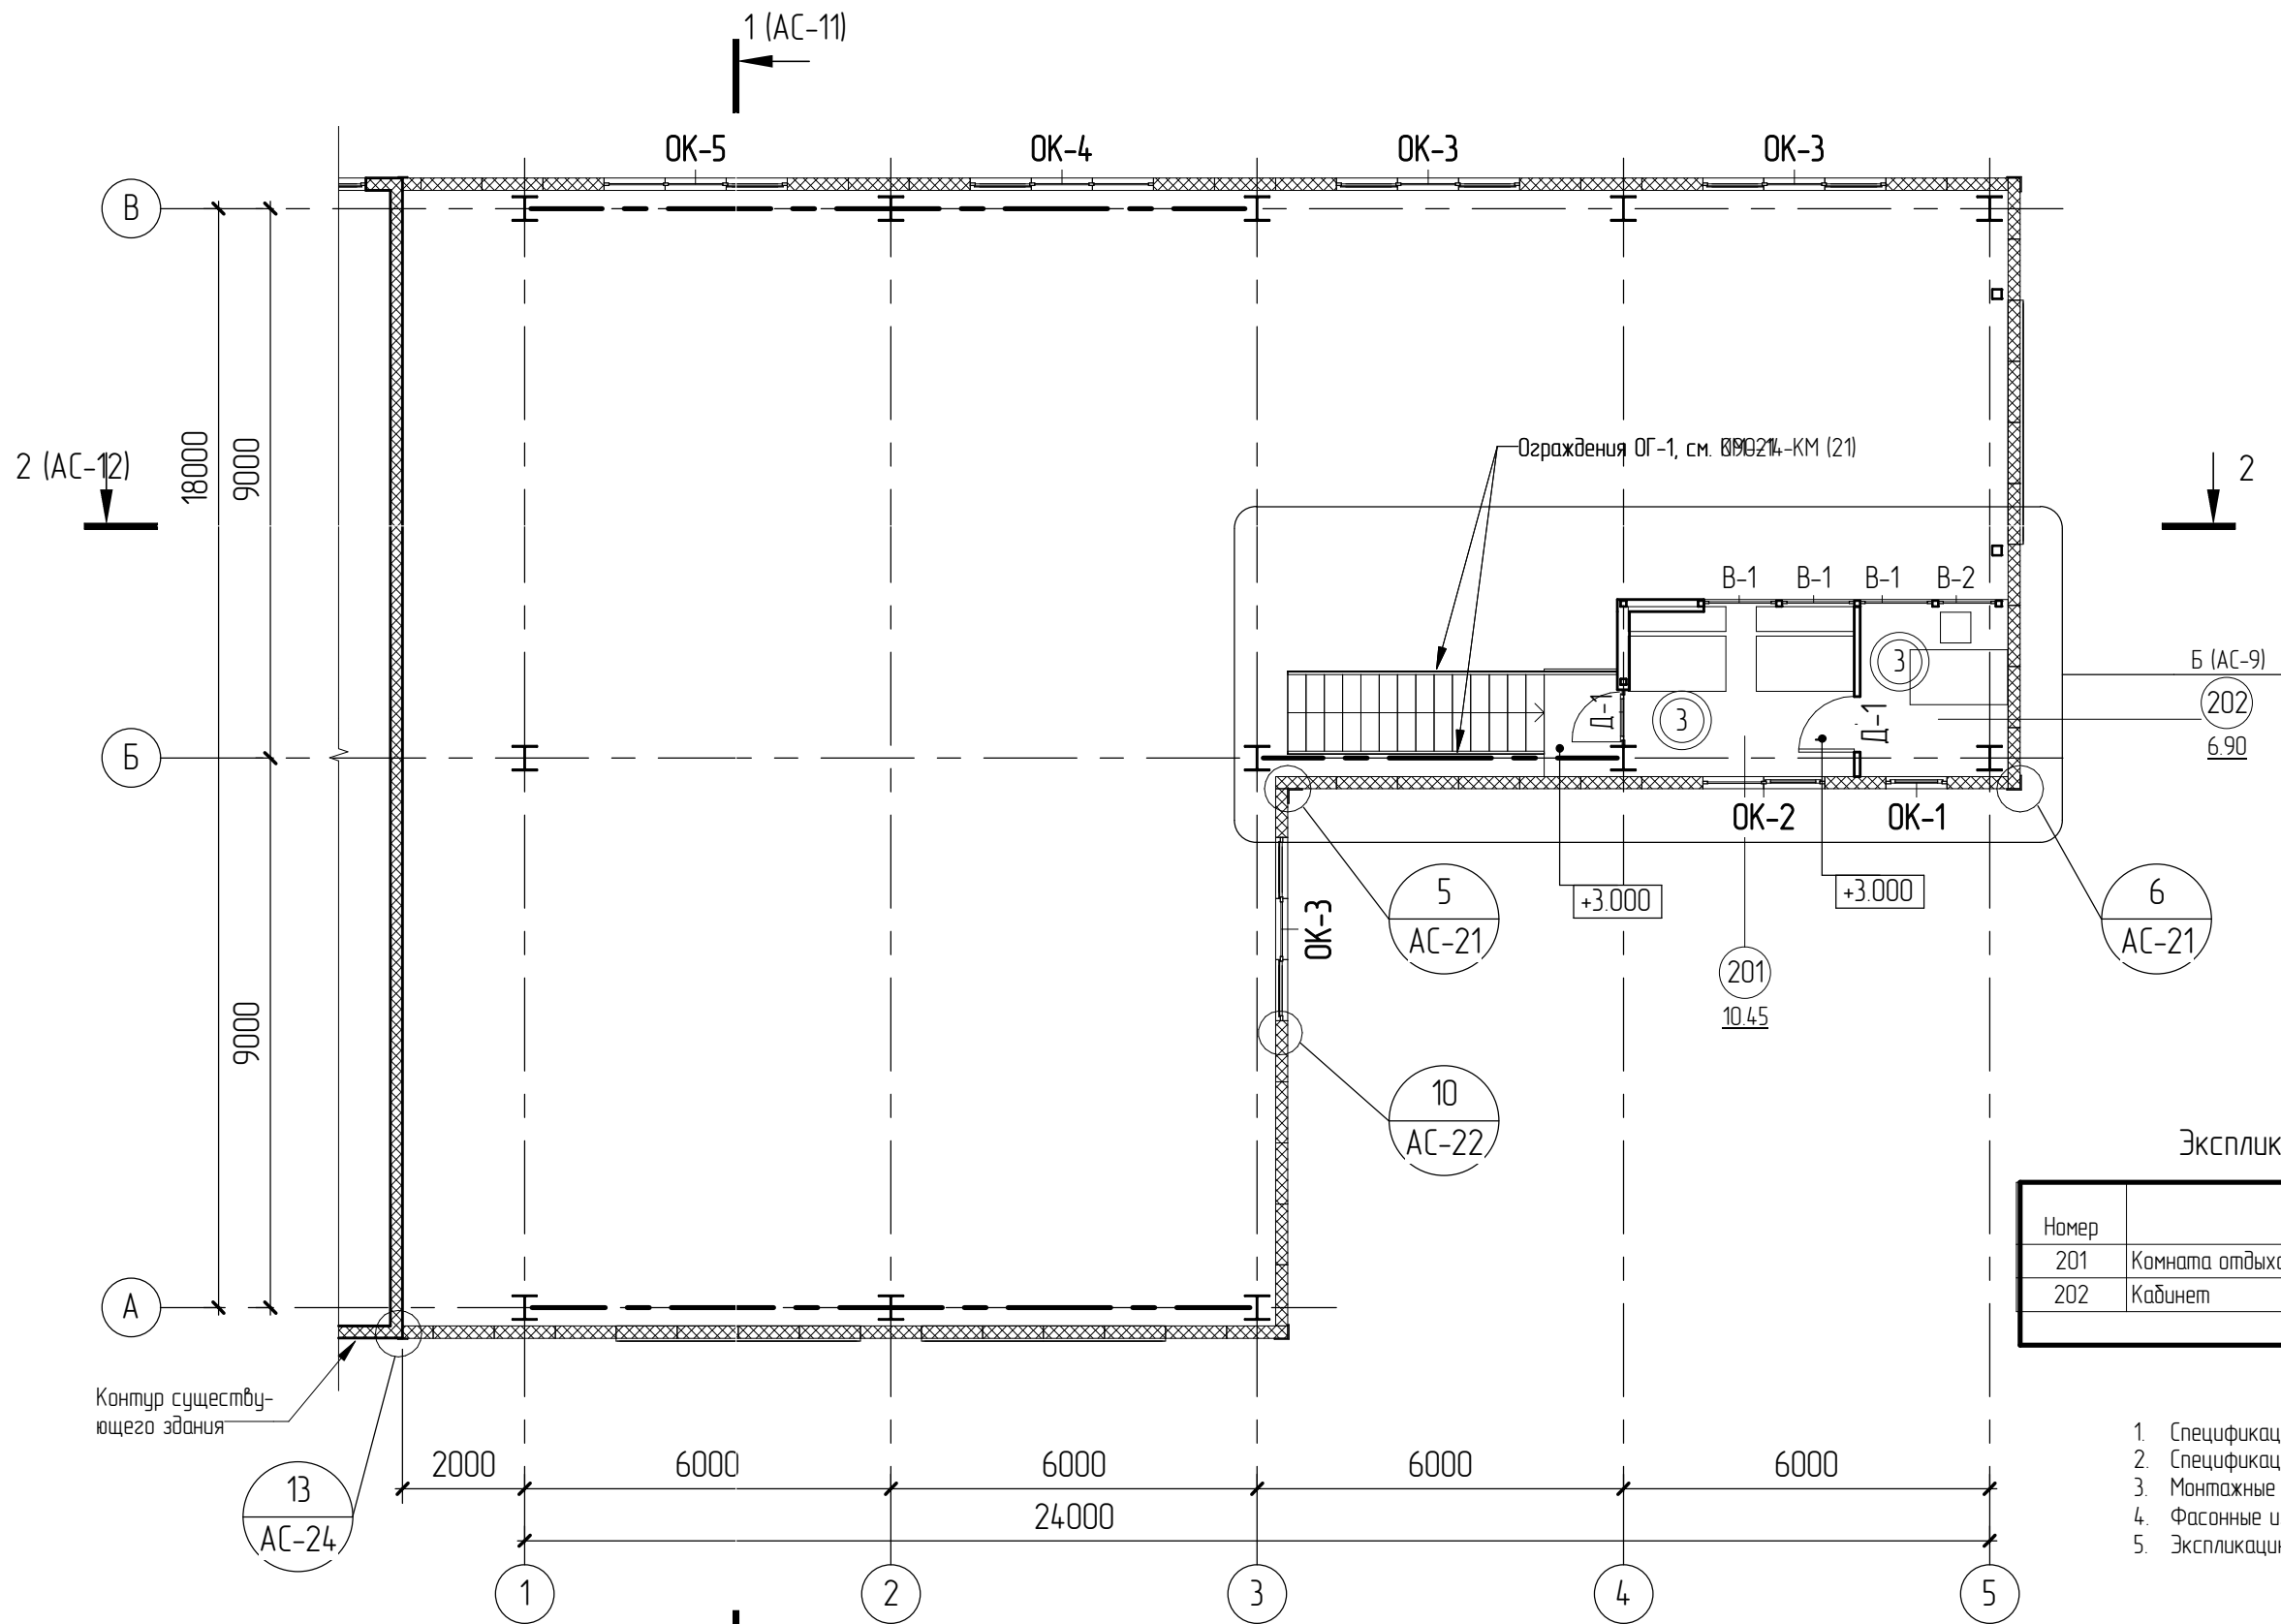 1 (АС-11)
ОК-5
ОК-4
ОК-3
ОК-3
В
2 (АС-12)
18000
9000
Ограждения ОГ-1, см.
КМ (21)
2
В-1
В-1
В-1
В-2
Б (АС-9)
202
6.90
3
3
Д-1
Д-1
Б
ОК-2
ОК-1
+3.000
+3.000
5
АС-21
6
АС-21
ОК-3
201
10.45
9000
10
АС-22
Эксплик
Номер
201 Комната отдыха
202 Кабинет
А
Контур существу-
ющего здания
13
АС-24
2000
6000
6000
6000
6000
24000
1. Спецификац
2. Спецификац
3. Монтажные
4. Фасонные и
5. Экспликаци
1
2
3
4
5